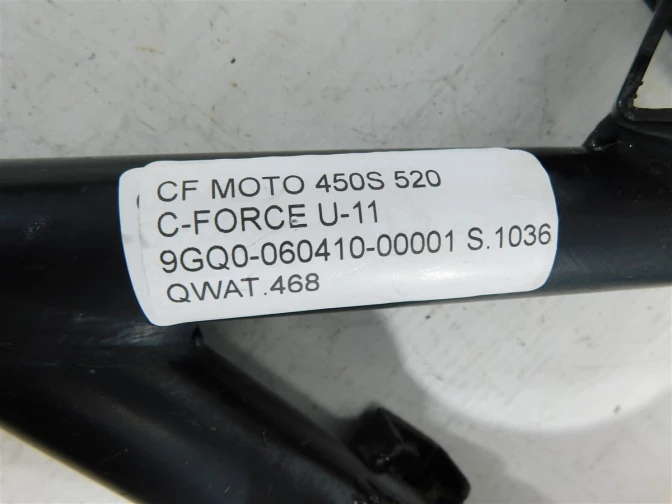 CF MOTO 450S 520
C-FORCE U-11
9GQ0-060410-00001 S.1036
QWAT.468